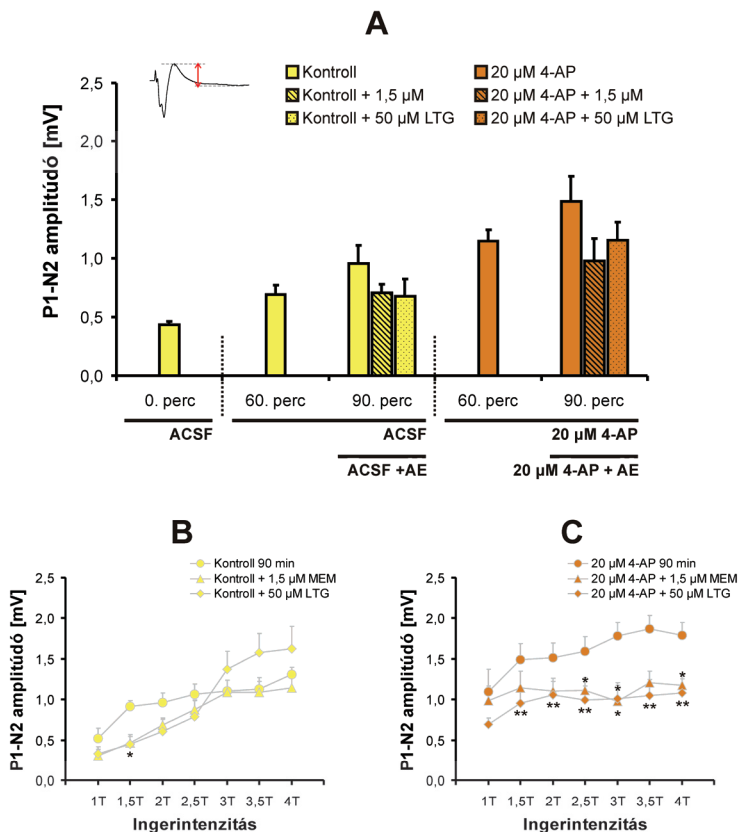 A
Kontroll
Kontroll + 1,5 µM
Kontroll + 50 µM LTG
20 µM 4-AP
20 µM 4-AP + 1,5 µM
20 µM 4-AP + 50 µM LTG
P1-N2 amplitúdó [mV]
2,5
2,0
1,5
1,0
0,5
0,0
0. perc 60. perc 90. perc 60. perc 90. perc
ACSF ACSF 20 µM 4-AP
ACSF +AE 20 µM 4-AP + AE
B
Kontroll 90 min
Kontroll + 1,5 µM MEM
Kontroll + 50 µM LTG
P1-N2 amplitúdó [mV]
2,5
2,0
1,5
1,0
0,5
0,0
*
1T 1,5T 2T 2,5T 3T 3,5T 4T
Ingerintenzitás
C
20 µM 4-AP 90 min
20 µM 4-AP + 1,5 µM MEM
20 µM 4-AP + 50 µM LTG
P1-N2 amplitúdó [mV]
2,5
2,0
1,5
1,0
0,5
0,0
* * *
** ** ** * ** **
1T 1,5T 2T 2,5T 3T 3,5T 4T
Ingerintenzitás